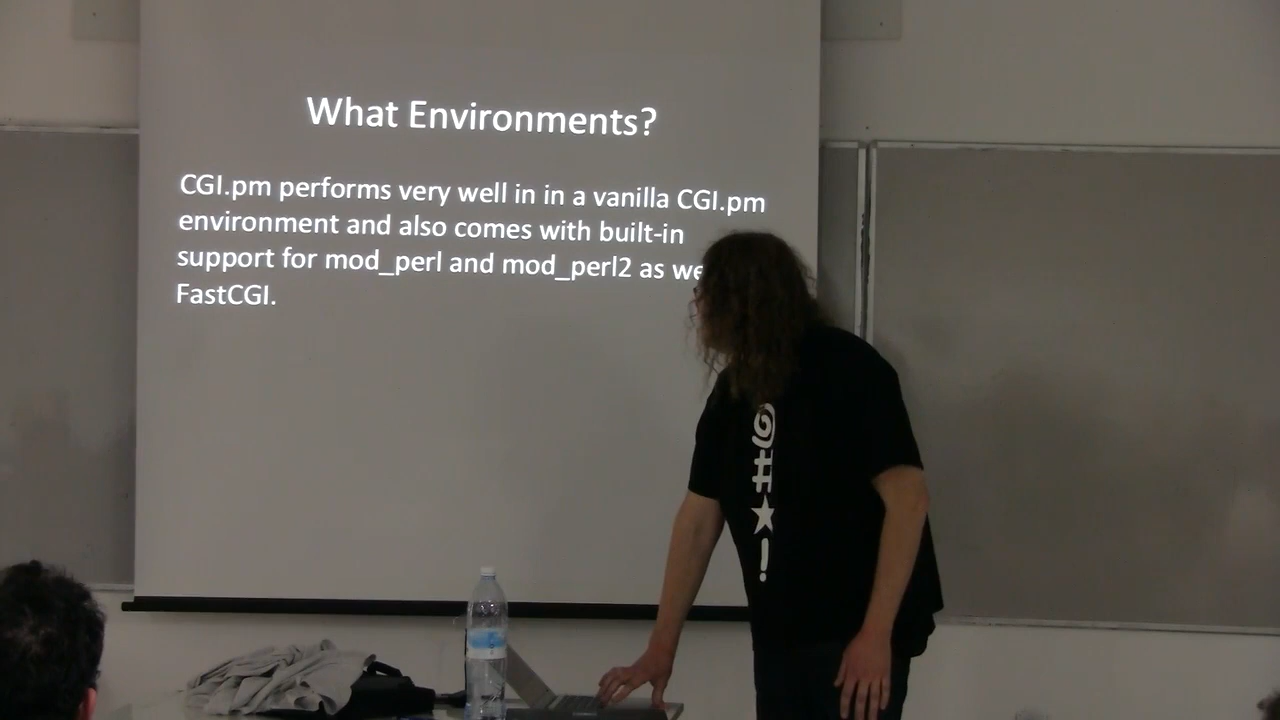 What Environments?
CGI.pm performs very well in in a vanilla CGI.pm
environment and also comes with built-in
support for mod_perl and mod_perl2 as we
FastCGI.
@#★!